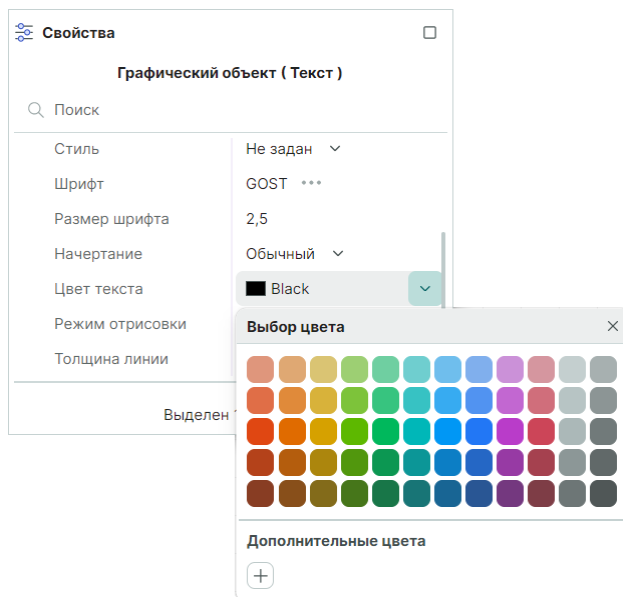 Свойства
Графический объект ( Текст )
Поиск
Стиль Не задан
Шрифт GOST •••
Размер шрифта 2,5
Начертание Обычный
Цвет текста Black
Режим отрисовки
Выбор цвета
Толщина линии
Выделен
Дополнительные цвета